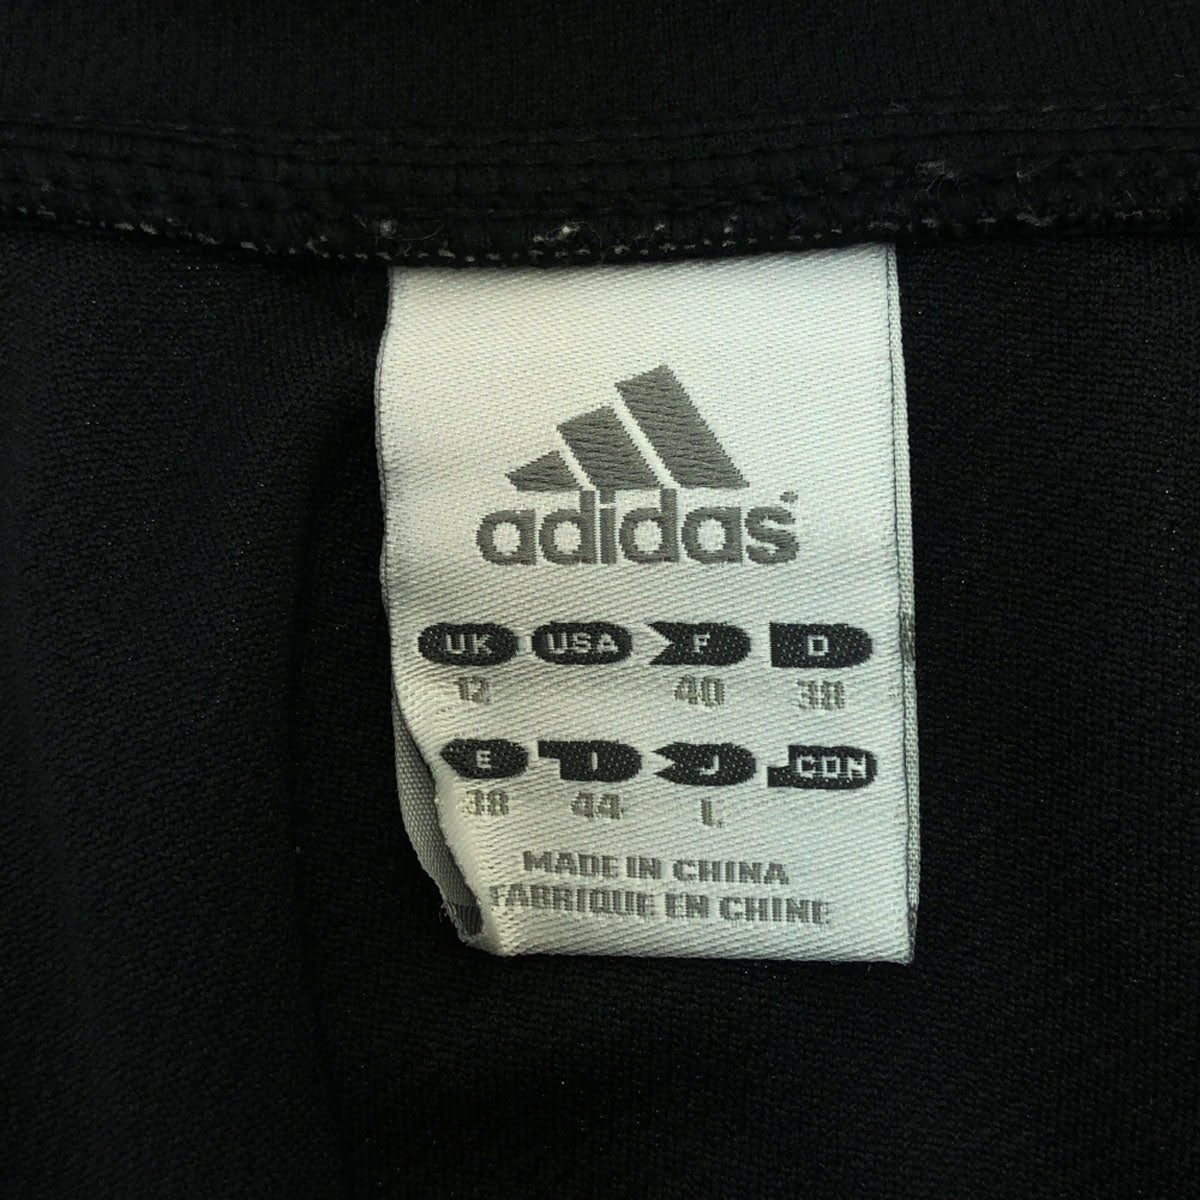 adidas
UK USA F D
12 40 38
E I J CDN
38 44 L
MADE IN CHINA
FABRIQUE EN CHINE